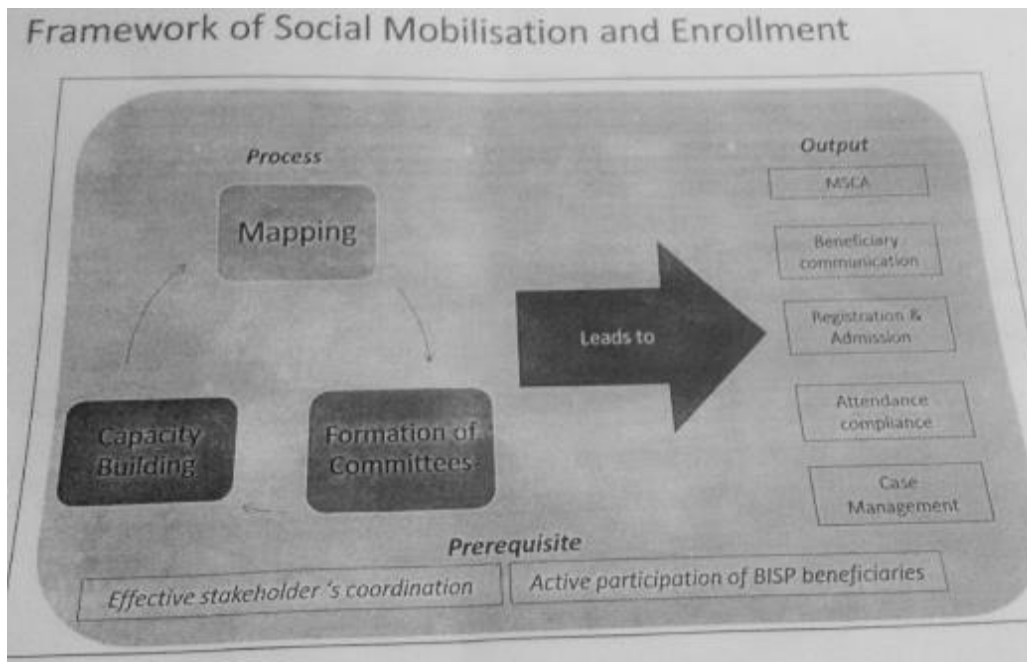 Framework of Social Mobilisation and Enrollment
Process
Mapping
Capacity
Building
Formation of
Committees
Leads to
Output
MSCA
Beneficiary
communication
Registration &
Admission
Attendance
compliance
Case
Management
Prerequisite
Effective stakeholder 's coordination
Active participation of BISP beneficiaries